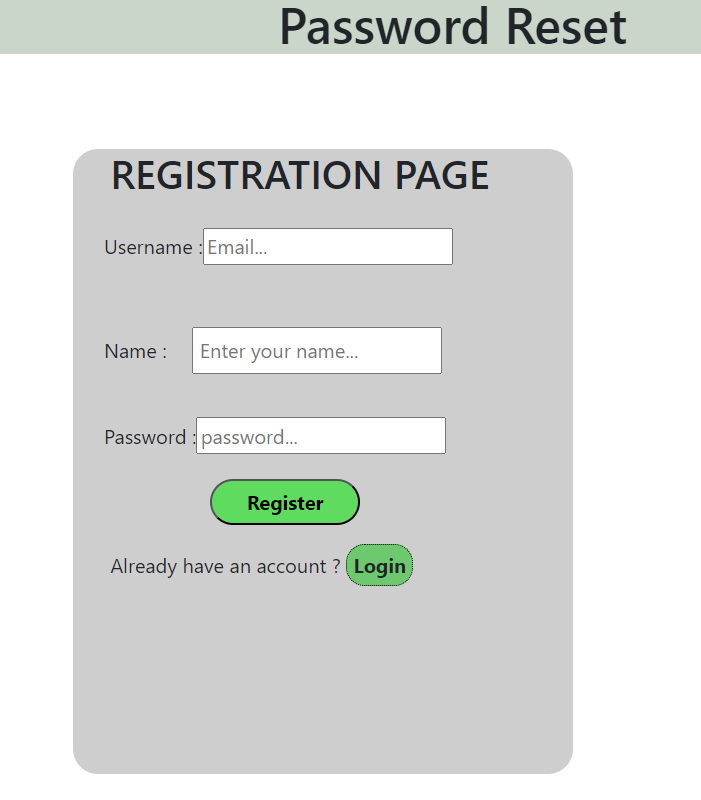 Password Reset
REGISTRATION PAGE
Username : Email...
Name : Enter your name...
Password : password...
Register
Already have an account ? Login